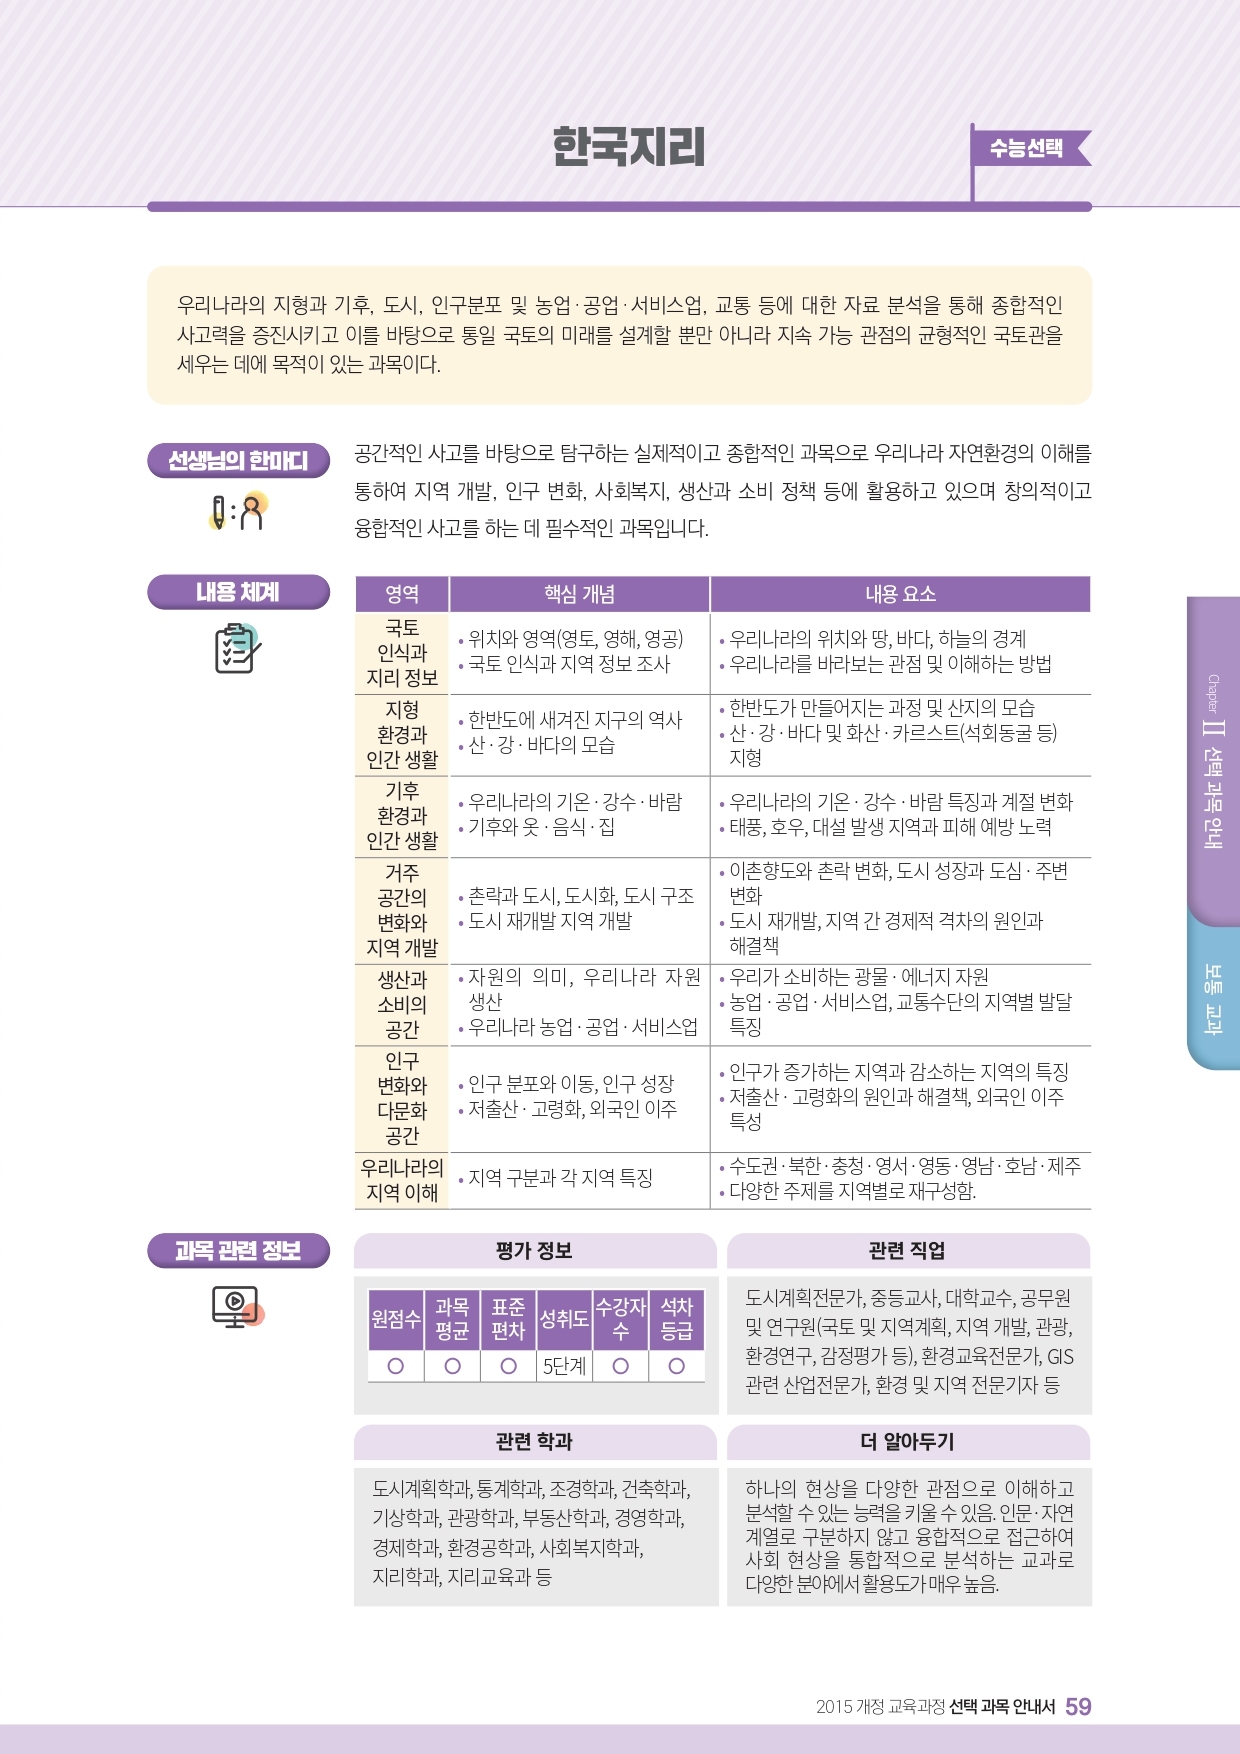 한국지리
수능선택
우리나라의 지형과 기후, 도시, 인구분포 및 농업·공업·서비스업, 교통 등에 대한 자료 분석을 통해 종합적인
사고력을 증진시키고 이를 바탕으로 통일 국토의 미래를 설계할 뿐만 아니라 지속 가능 관점의 균형적인 국토관을
세우는 데에 목적이 있는 과목이다.
선생님의 한마디
공간적인 사고를 바탕으로 탐구하는 실제적이고 종합적인 과목으로 우리나라 자연환경의 이해를
통하여 지역 개발, 인구 변화, 사회복지, 생산과 소비 정책 등에 활용하고 있으며 창의적이고
융합적인 사고를 하는 데 필수적인 과목입니다.
내용 체계
영역 핵심 개념 내용 요소
국토
인식과
지리 정보
• 위치와 영역(영토, 영해, 영공)
• 국토 인식과 지역 정보 조사
• 우리나라의 위치와 땅, 바다, 하늘의 경계
• 우리나라를 바라보는 관점 및 이해하는 방법
지형
환경과
인간 생활
• 한반도에 새겨진 지구의 역사
• 산·강·바다의 모습
• 한반도가 만들어지는 과정 및 산지의 모습
• 산·강·바다 및 화산·카르스트(석회동굴 등)
지형
기후
환경과
인간 생활
• 우리나라의 기온·강수·바람
• 기후와 옷·음식·집
• 우리나라의 기온·강수·바람 특징과 계절 변화
• 태풍, 호우, 대설 발생 지역과 피해 예방 노력
거주
공간의
변화와
지역 개발
• 촌락과 도시, 도시화, 도시 구조
• 도시 재개발 지역 개발
• 이촌향도와 촌락 변화, 도시 성장과 도심·주변
변화
• 도시 재개발, 지역 간 경제적 격차의 원인과
해결책
생산과
소비의
공간
• 자원의 의미, 우리나라 자원
생산
• 우리나라 농업·공업·서비스업
• 우리가 소비하는 광물·에너지 자원
• 농업·공업·서비스업, 교통수단의 지역별 발달
특징
인구
변화와
다문화
공간
• 인구 분포와 이동, 인구 성장
• 저출산·고령화, 외국인 이주
• 인구가 증가하는 지역과 감소하는 지역의 특징
• 저출산·고령화의 원인과 해결책, 외국인 이주
특성
우리나라의
지역 이해
• 지역 구분과 각 지역 특징
• 수도권·북한·충청·영서·영동·영남·호남·제주
• 다양한 주제를 지역별로 재구성함.
과목 관련 정보
평가 정보
원점수 과목 평균 표준 편차 성취도 수강자 수 석차 등급
○ ○ ○ 5단계 ○ ○
관련 직업
도시계획전문가, 중등교사, 대학교수, 공무원
및 연구원(국토 및 지역계획, 지역 개발, 관광,
환경연구, 감정평가 등), 환경교육전문가, GIS
관련 산업전문가, 환경 및 지역 전문기자 등
관련 학과
도시계획학과, 통계학과, 조경학과, 건축학과,
기상학과, 관광학과, 부동산학과, 경영학과,
경제학과, 환경공학과, 사회복지학과,
지리학과, 지리교육과 등
더 알아두기
하나의 현상을 다양한 관점으로 이해하고
분석할 수 있는 능력을 키울 수 있음. 인문·자연
계열로 구분하지 않고 융합적으로 접근하여
사회 현상을 통합적으로 분석하는 교과로
다양한 분야에서 활용도가 매우 높음.
Chapter Ⅱ 선택 과목 안내
보통 교과
2015 개정 교육과정 선택 과목 안내서 59